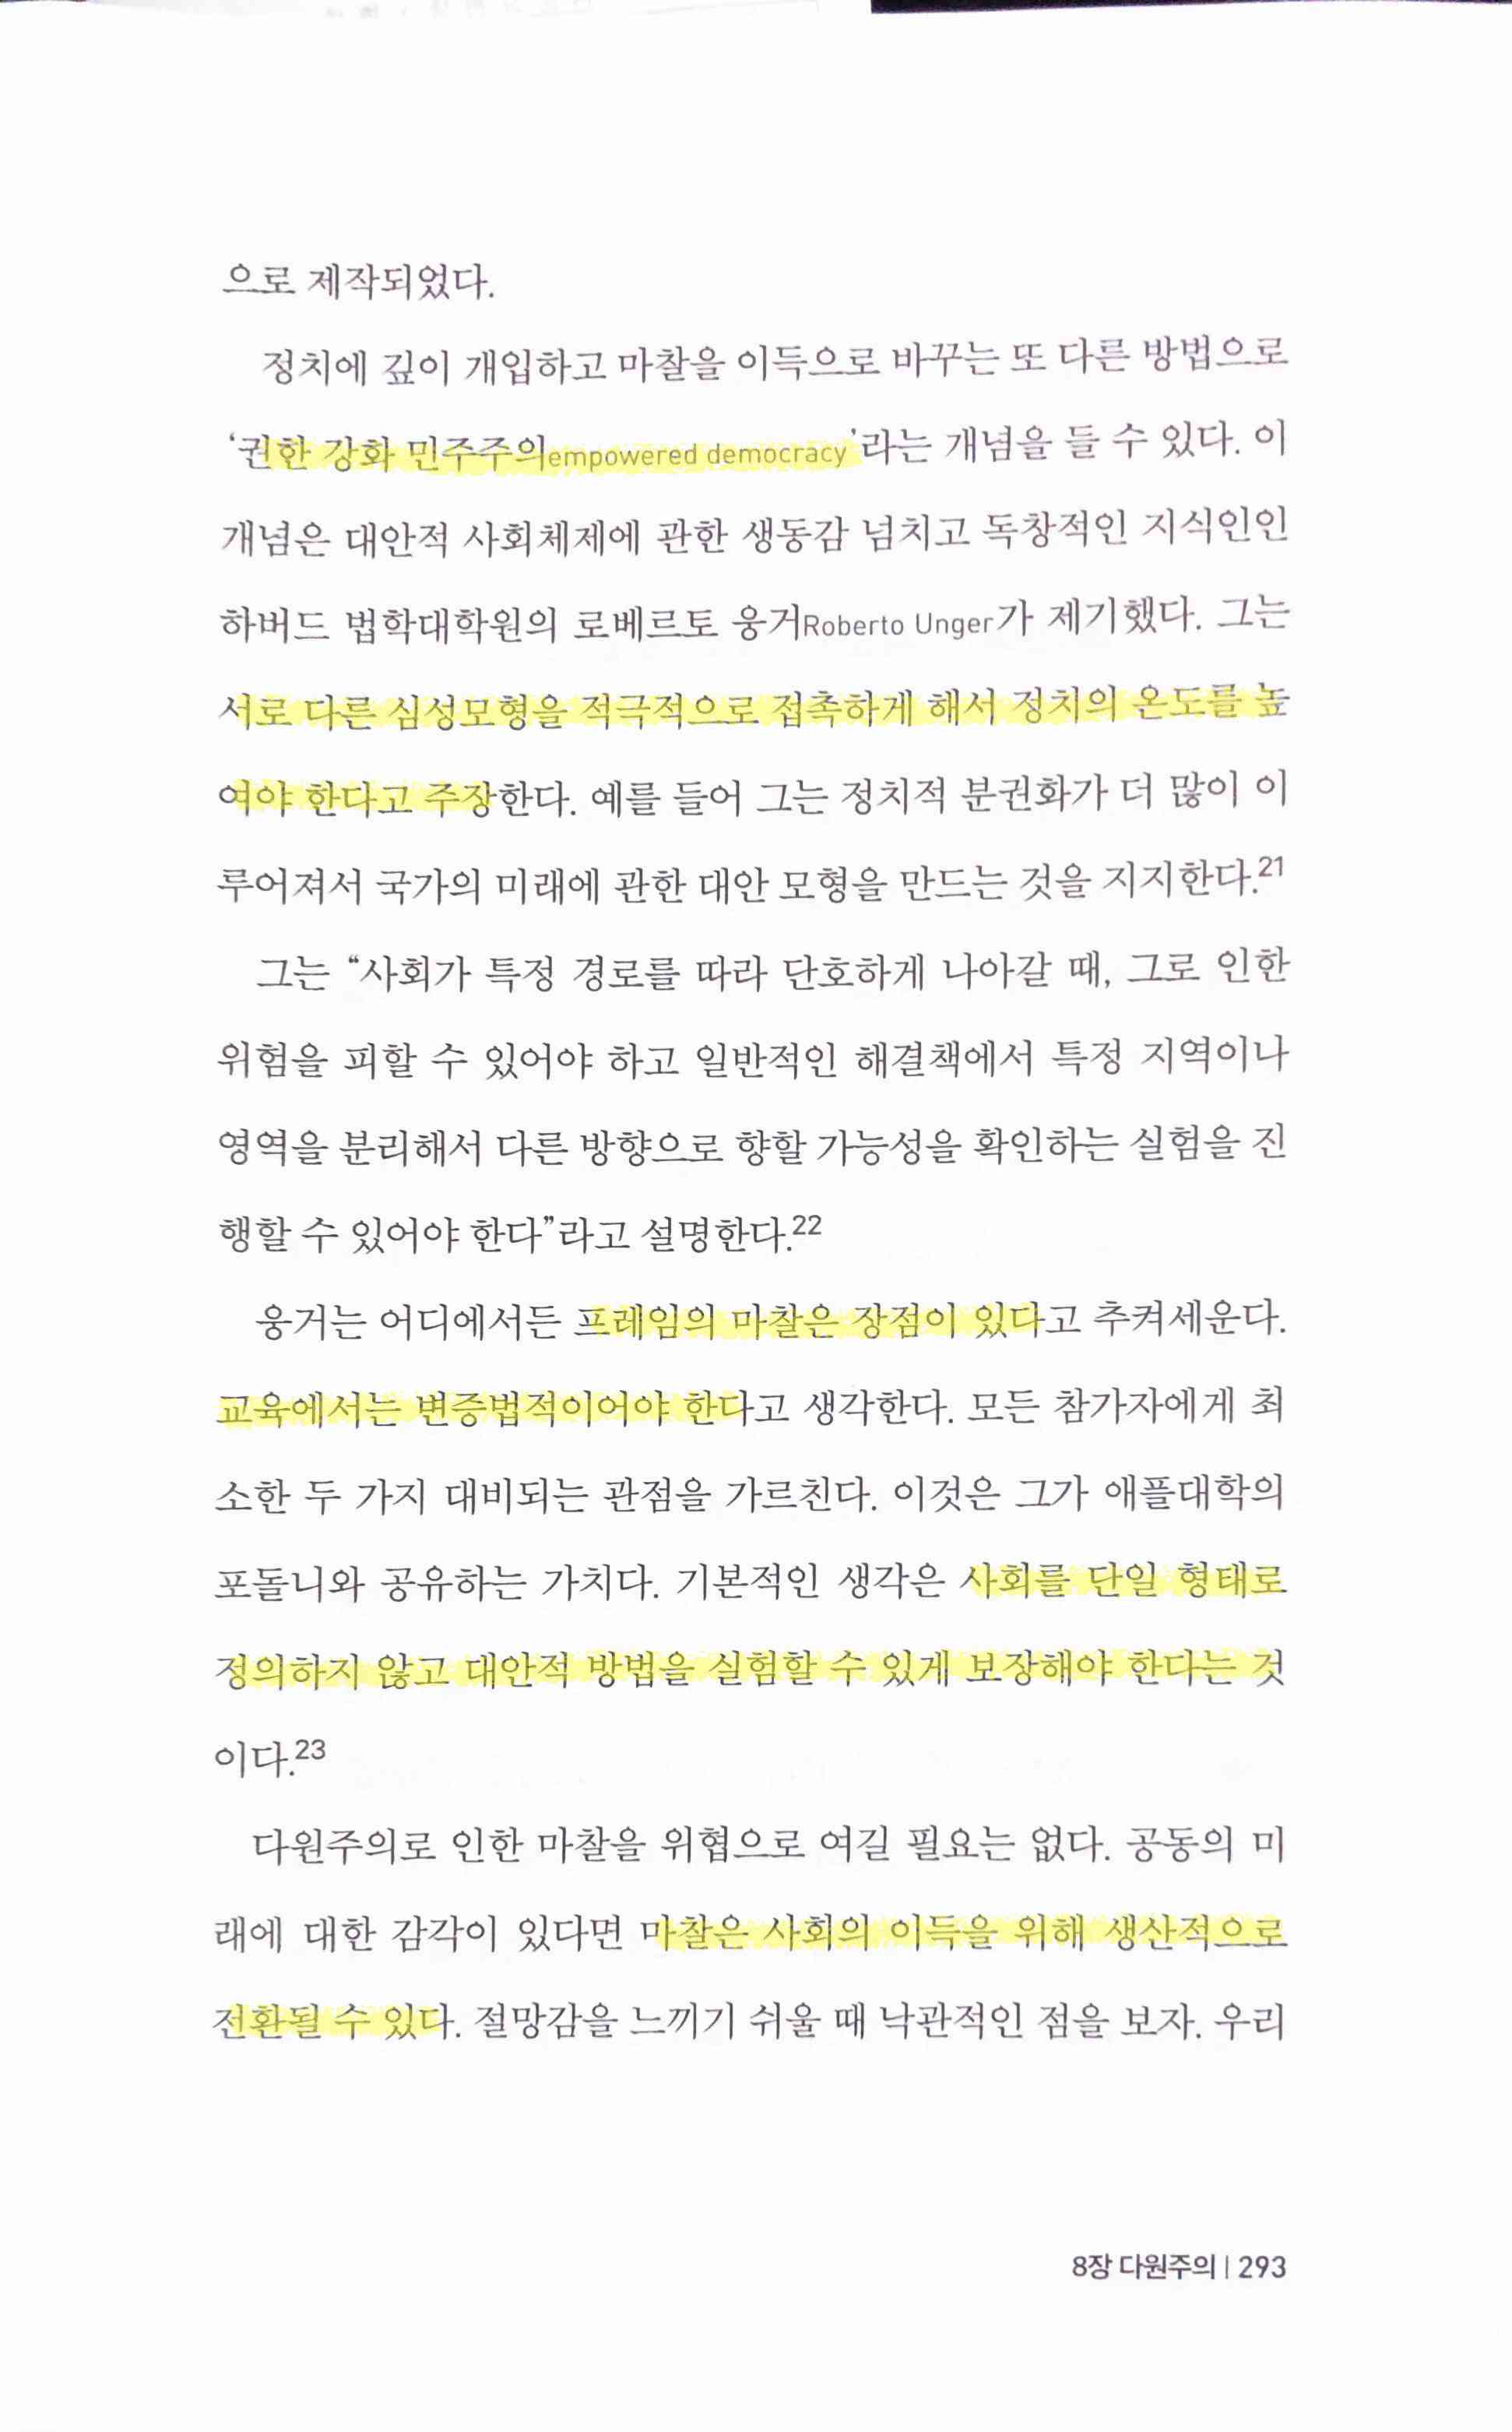 으로 제작되었다.
정치에 깊이 개입하고 마찰을 이득으로 바꾸는 또 다른 방법으로
‘권한 강화 민주주의empowered democracy’라는 개념을 들 수 있다. 이
개념은 대안적 사회체제에 관한 생동감 넘치고 독창적인 지식인인
하버드 법학대학원의 로베르토 웅거Roberto Unger가 제기했다. 그는
서로 다른 심성모형을 적극적으로 접촉하게 해서 정치의 온도를 높
여야 한다고 주장한다. 예를 들어 그는 정치적 분권화가 더 많이 이
루어져서 국가의 미래에 관한 대안 모형을 만드는 것을 지지한다.21
그는 “사회가 특정 경로를 따라 단호하게 나아갈 때, 그로 인한
위험을 피할 수 있어야 하고 일반적인 해결책에서 특정 지역이나
영역을 분리해서 다른 방향으로 향할 가능성을 확인하는 실험을 진
행할 수 있어야 한다”라고 설명한다.22
웅거는 어디에서든 프레임의 마찰은 장점이 있다고 추켜세운다.
교육에서는 변증법적이어야 한다고 생각한다. 모든 참가자에게 최
소한 두 가지 대비되는 관점을 가르친다. 이것은 그가 애플대학의
포돌니와 공유하는 가치다. 기본적인 생각은 사회를 단일 형태로
정의하지 않고 대안적 방법을 실험할 수 있게 보장해야 한다는 것
이다.23
다원주의로 인한 마찰을 위협으로 여길 필요는 없다. 공동의 미
래에 대한 감각이 있다면 마찰은 사회의 이득을 위해 생산적으로
전환될 수 있다. 절망감을 느끼기 쉬울 때 낙관적인 점을 보자. 우리
8장 다원주의 | 293